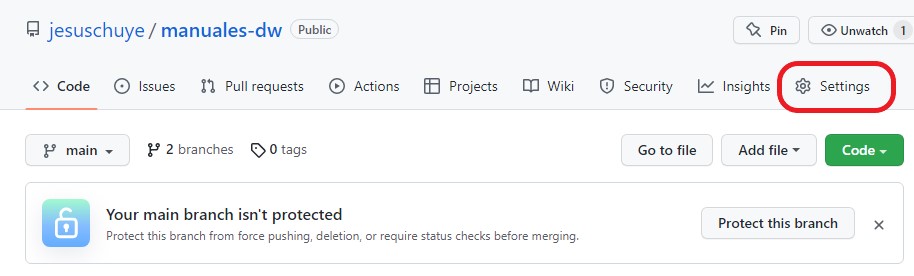 jesuschuye / manuales-dw Public Pin Unwatch 1
Code Issues Pull requests Actions Projects Wiki Security Insights Settings
main 2 branches 0 tags Go to file Add file Code
Your main branch isn't protected
Protect this branch from force pushing, deletion, or require status checks before merging.
Protect this branch